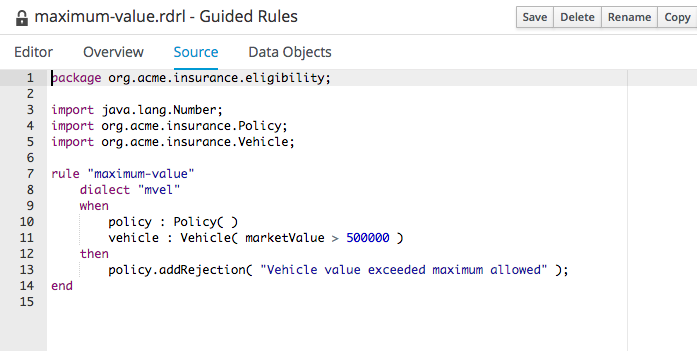 maximum-value.rdrl - Guided Rules
Save Delete Rename Copy
Editor Overview Source Data Objects
1 package org.acme.insurance.eligibility;
2
3 import java.lang.Number;
4 import org.acme.insurance.Policy;
5 import org.acme.insurance.Vehicle;
6
7 rule "maximum-value"
8     dialect "mvel"
9     when
10         policy : Policy( )
11         vehicle : Vehicle( marketValue > 500000 )
12     then
13         policy.addRejection( "Vehicle value exceeded maximum allowed" );
14 end
15